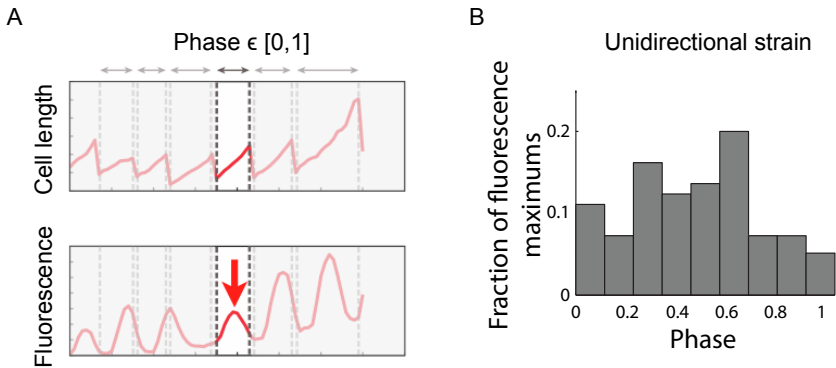 A
Phase ϵ [0,1]
Cell length
Fluorescence
B
Unidirectional strain
Fraction of fluorescence
maximums
0.2
0.1
0
0
0.2
0.4
0.6
0.8
1
Phase